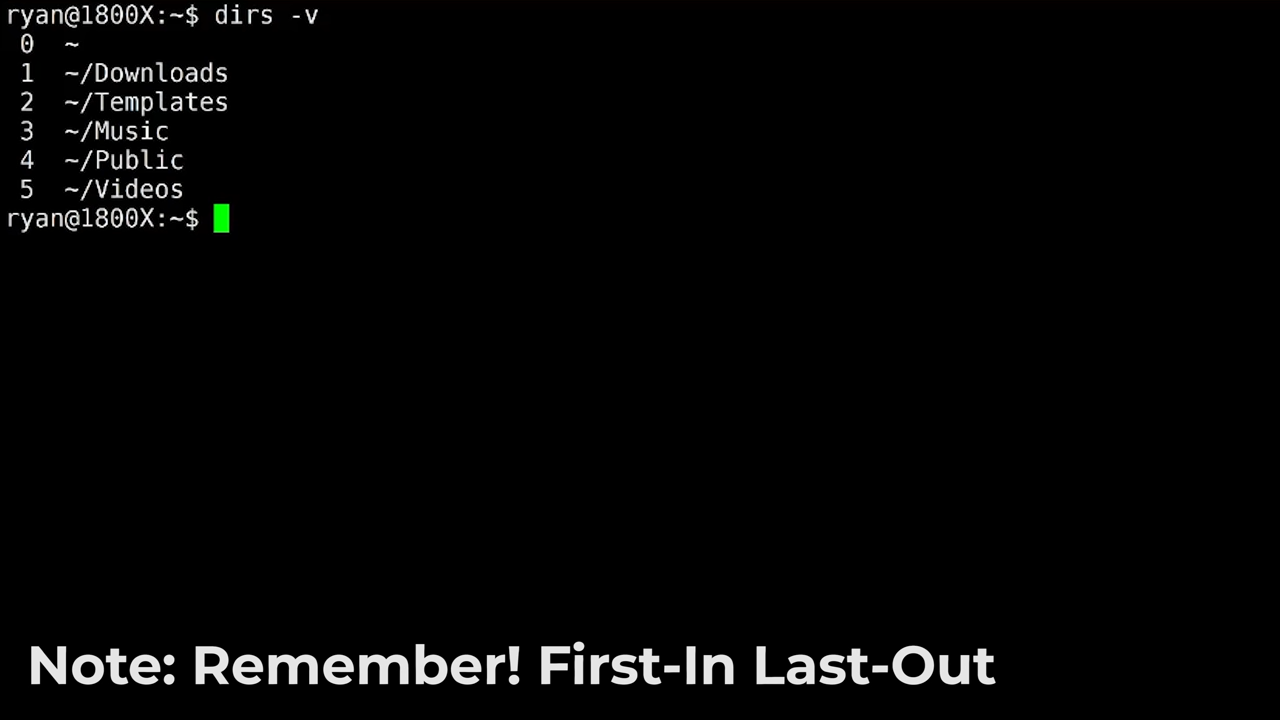 ryan@1800X:~$ dirs -v
0 ~
1 ~/Downloads
2 ~/Templates
3 ~/Music
4 ~/Public
5 ~/Videos
ryan@1800X:~$
Note: Remember! First-In Last-Out